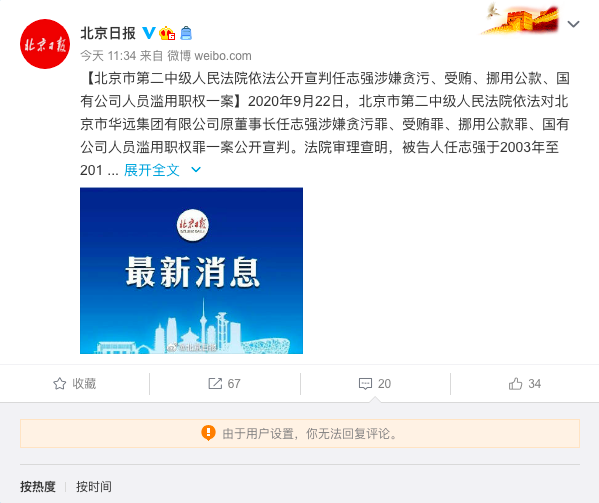 北京日报
今天 11:34 来自 微博 weibo.com
【北京市第二中级人民法院依法公开宣判任志强涉嫌贪污、受贿、挪用公款、国
有公司人员滥用职权一案】2020年9月22日，北京市第二中级人民法院依法对北
京市华远集团有限公司原董事长任志强涉嫌贪污罪、受贿罪、挪用公款罪、国有
公司人员滥用职权罪一案公开宣判。法院审理查明，被告人任志强于2003年至
201 ... 展开全文
北京日报
最新消息
收藏 67 20 34
由于用户设置，你无法回复评论。
按热度 按时间